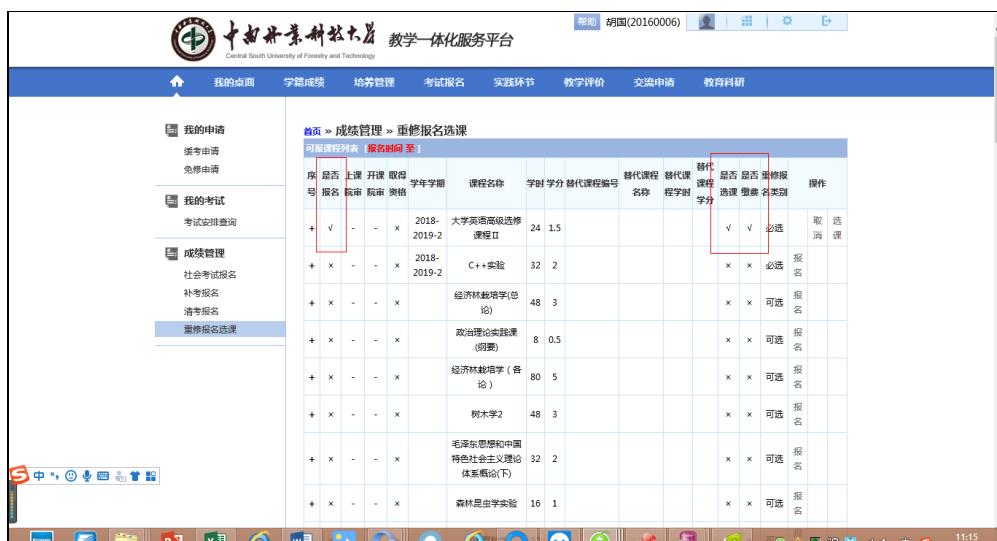 帮助 胡国(20160006)
中南林业科技大学 教学一体化服务平台
Central South University of Forestry and Technology
我的桌面 学籍成绩 培养管理 考试报名 实践环节 教学评价 交流申请 教育科研
我的申请
缓考申请
免修申请
我的考试
考试安排查询
成绩管理
社会考试报名
补考报名
清考报名
重修报名选课
首页 » 成绩管理 » 重修报名选课
可报课程列表 [报名时间 至 ]
序号 是否报名 上课院审 开课院审 取得资格 学年学期 课程名称 学时 学分 替代课程编号 替代课程名称 替代课程学时 替代课程学分 是否选课 是否缴费 重修报名类别 操作
+ √ - - × 2018-2019-2 大学英语高级选修课程II 24 1.5 √ √ 必选 取消 选课
+ × - - × 2018-2019-2 C++实验 32 2 × × 必选 报名
+ × - - × 经济林栽培学(总论) 48 3 × × 可选 报名
+ × - - × 政治理论实践课(纲要) 8 0.5 × × 可选 报名
+ × - - × 经济林栽培学(各论) 80 5 × × 可选 报名
+ × - - × 树木学2 48 3 × × 可选 报名
+ × - - × 毛泽东思想和中国特色社会主义理论体系概论(下) 32 2 × × 可选 报名
+ × - - × 森林昆虫学实验 16 1 × × 可选 报名
中
11:15